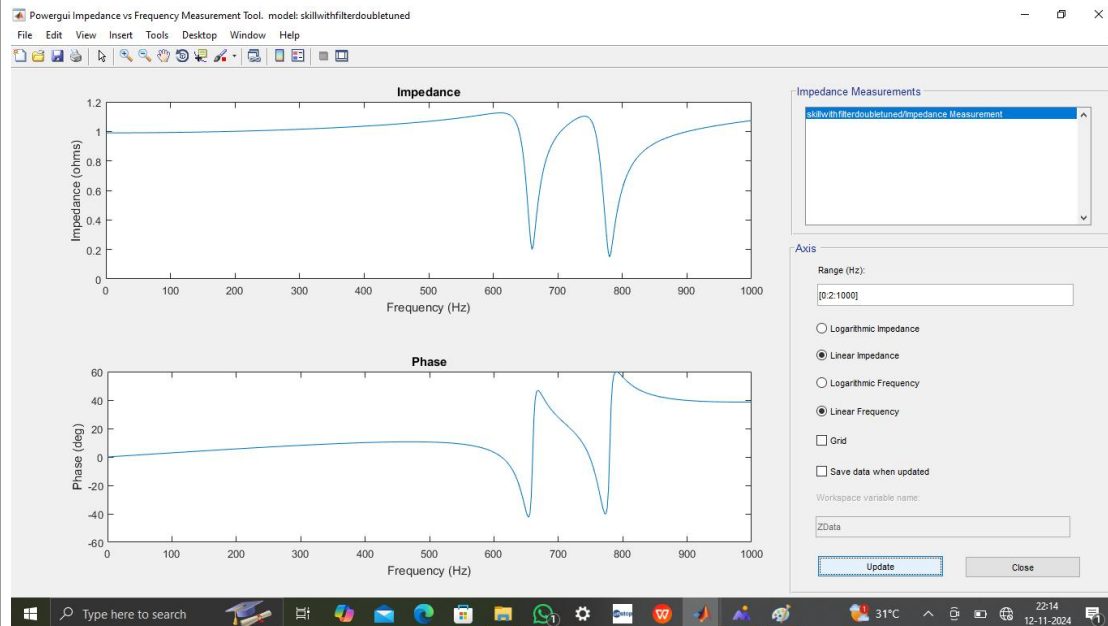 Powergui Impedance vs Frequency Measurement Tool. model: skillwithfilterdoubletuned
File Edit View Insert Tools Desktop Window Help
Impedance
1.2
1
0.8
0.6
0.4
0.2
0
Impedance (ohms)
0 100 200 300 400 500 600 700 800 900 1000
Frequency (Hz)
Phase
60
40
20
0
-20
-40
-60
Phase (deg)
0 100 200 300 400 500 600 700 800 900 1000
Frequency (Hz)
Impedance Measurements
skillwithfilterdoubletuned/Impedance Measurement
Axis
Range (Hz):
[0:2:1000]
Logarithmic Impedance
Linear Impedance
Logarithmic Frequency
Linear Frequency
Grid
Save data when updated
Workspace variable name:
ZData
Update Close
Type here to search
1
1
31°C
22:14
12-11-2024
1